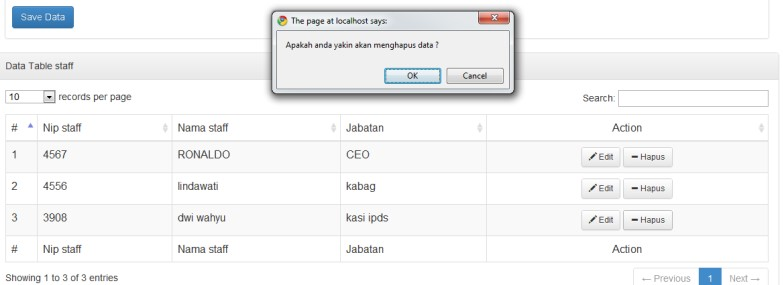 Save Data
The page at localhost says:
Apakah anda yakin akan menghapus data ?
OK Cancel
Data Table staff
10 records per page Search:
# Nip staff Nama staff Jabatan Action
1 4567 RONALDO CEO Edit Hapus
2 4556 lindawati kabag Edit Hapus
3 3908 dwi wahyu kasi ipds Edit Hapus
# Nip staff Nama staff Jabatan Action
Showing 1 to 3 of 3 entries ← Previous 1 Next →